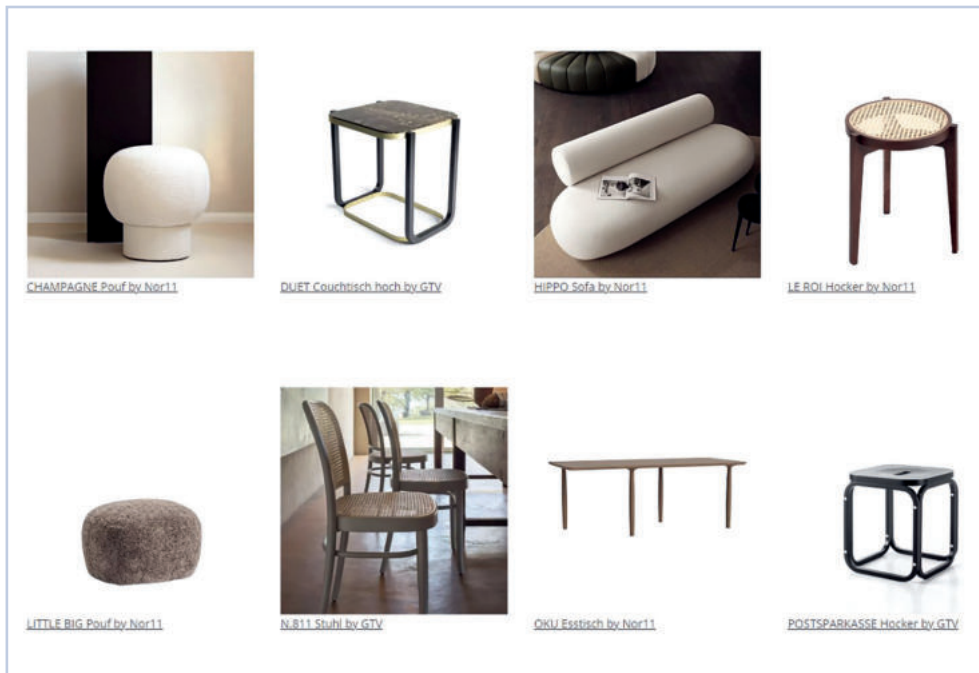 CHAMPAGNE Pouf by Nor11
DUET Couchtisch hoch by GTV
HIPPO Sofa by Nor11
LE ROI Hocker by Nor11
LITTLE BIG Pouf by Nor11
N.811 Stuhl by GTV
OKU Esstisch by Nor11
POSTSPARKASSE Hocker by GTV